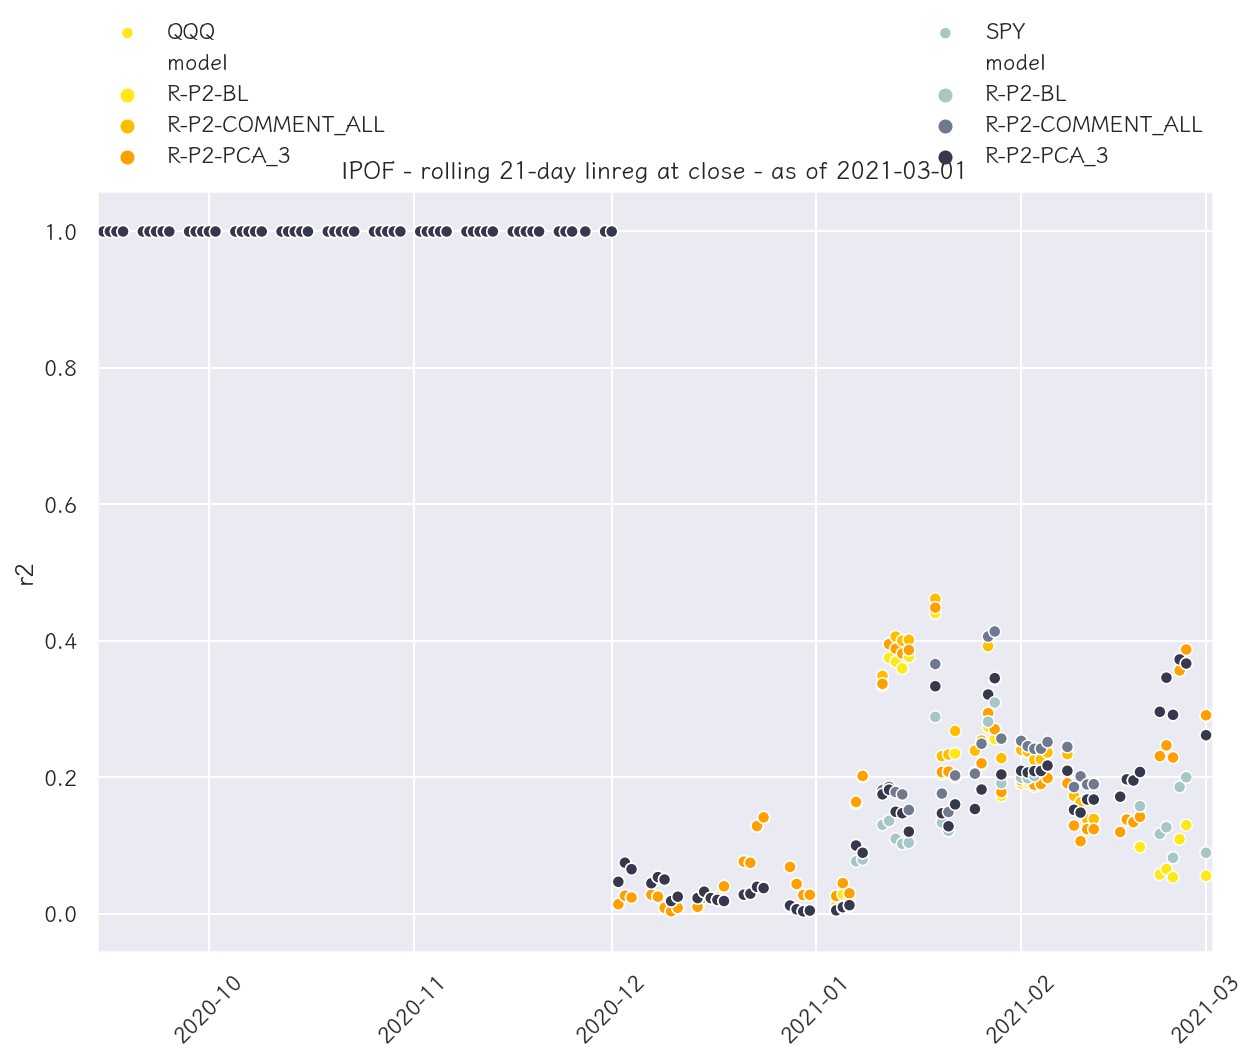 QQQ
model
R-P2-BL
R-P2-COMMENT_ALL
R-P2-PCA_3
SPY
model
R-P2-BL
R-P2-COMMENT_ALL
R-P2-PCA_3
IPOF - rolling 21-day linreg at close - as of 2021-03-01
1.0
0.8
0.6
0.4
0.2
0.0
r2
2020-10
2020-11
2020-12
2021-01
2021-02
2021-03